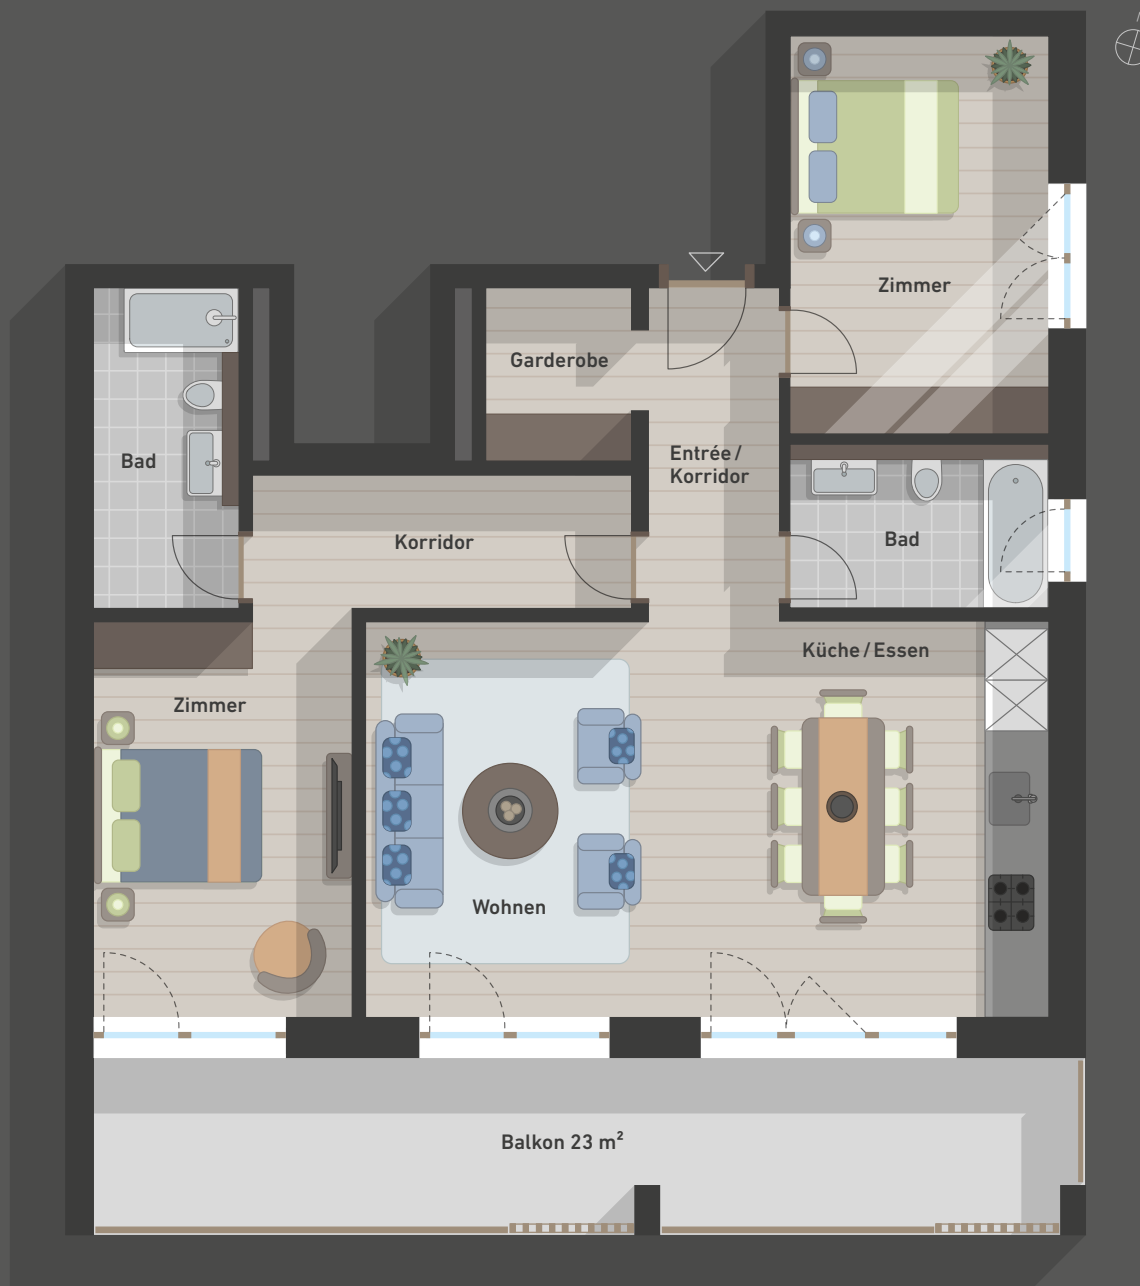 Zimmer
Garderobe
Entrée /
Korridor
Bad
Korridor
Bad
Küche / Essen
Zimmer
Wohnen
Balkon 23 m²